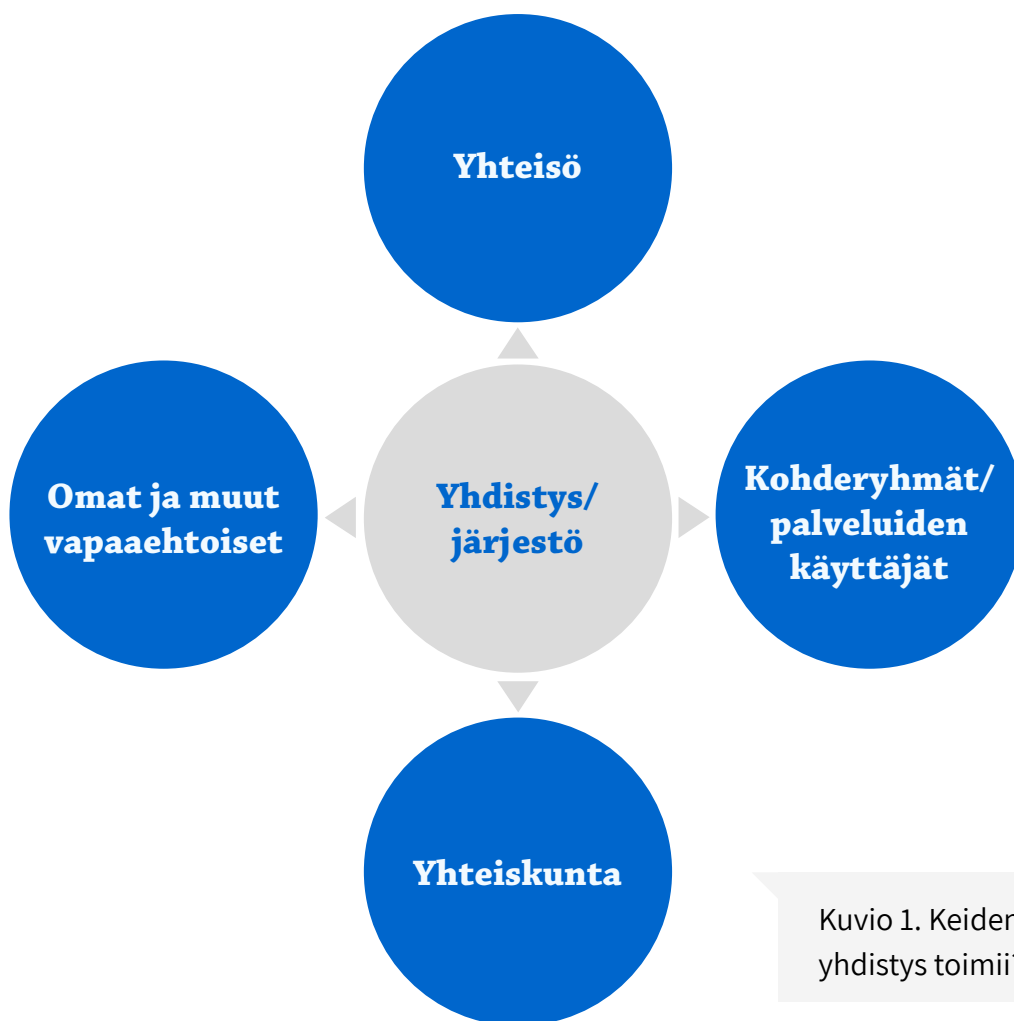 Yhteisö
Omat ja muut
vapaaehtoiset
Yhdistys/
järjestö
Kohderyhmät/
palveluiden
käyttäjät
Yhteiskunta
Kuvio 1. Keiden
yhdistys toimii?